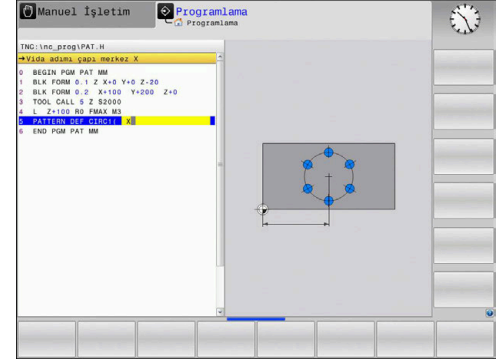 Manuel İşletim
Programlama
Programlama
TNC:\nc_prog\PAT.H
→Vida adımı çapı merkez X
0 BEGIN PGM PAT MM
1 BLK FORM 0.1 Z X+0 Y+0 Z-20
2 BLK FORM 0.2 X+100 Y+200 Z+0
3 TOOL CALL 5 Z S2000
4 L Z+100 R0 FMAX M3
5 PATTERN DEF CIRC1( X
6 END PGM PAT MM